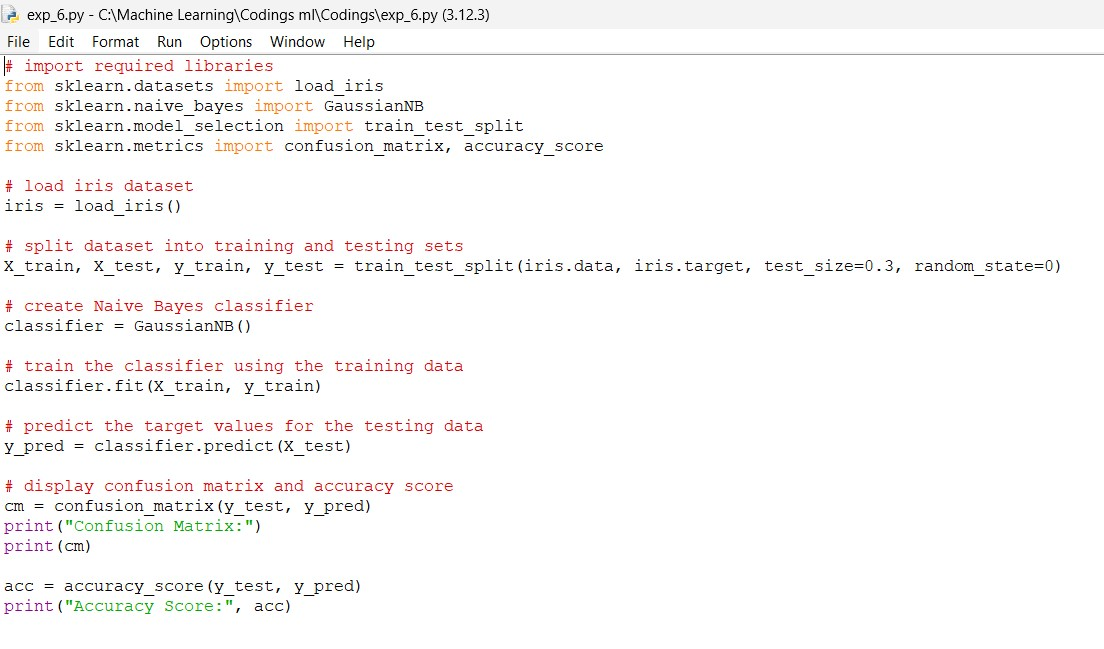 exp_6.py - C:\Machine Learning\Codings ml\Codings\exp_6.py (3.12.3)
File Edit Format Run Options Window Help
# import required libraries
from sklearn.datasets import load_iris
from sklearn.naive_bayes import GaussianNB
from sklearn.model_selection import train_test_split
from sklearn.metrics import confusion_matrix, accuracy_score
# load iris dataset
iris = load_iris()
# split dataset into training and testing sets
X_train, X_test, y_train, y_test = train_test_split(iris.data, iris.target, test_size=0.3, random_state=0)
# create Naive Bayes classifier
classifier = GaussianNB()
# train the classifier using the training data
classifier.fit(X_train, y_train)
# predict the target values for the testing data
y_pred = classifier.predict(X_test)
# display confusion matrix and accuracy score
cm = confusion_matrix(y_test, y_pred)
print("Confusion Matrix:")
print(cm)
acc = accuracy_score(y_test, y_pred)
print("Accuracy Score:", acc)